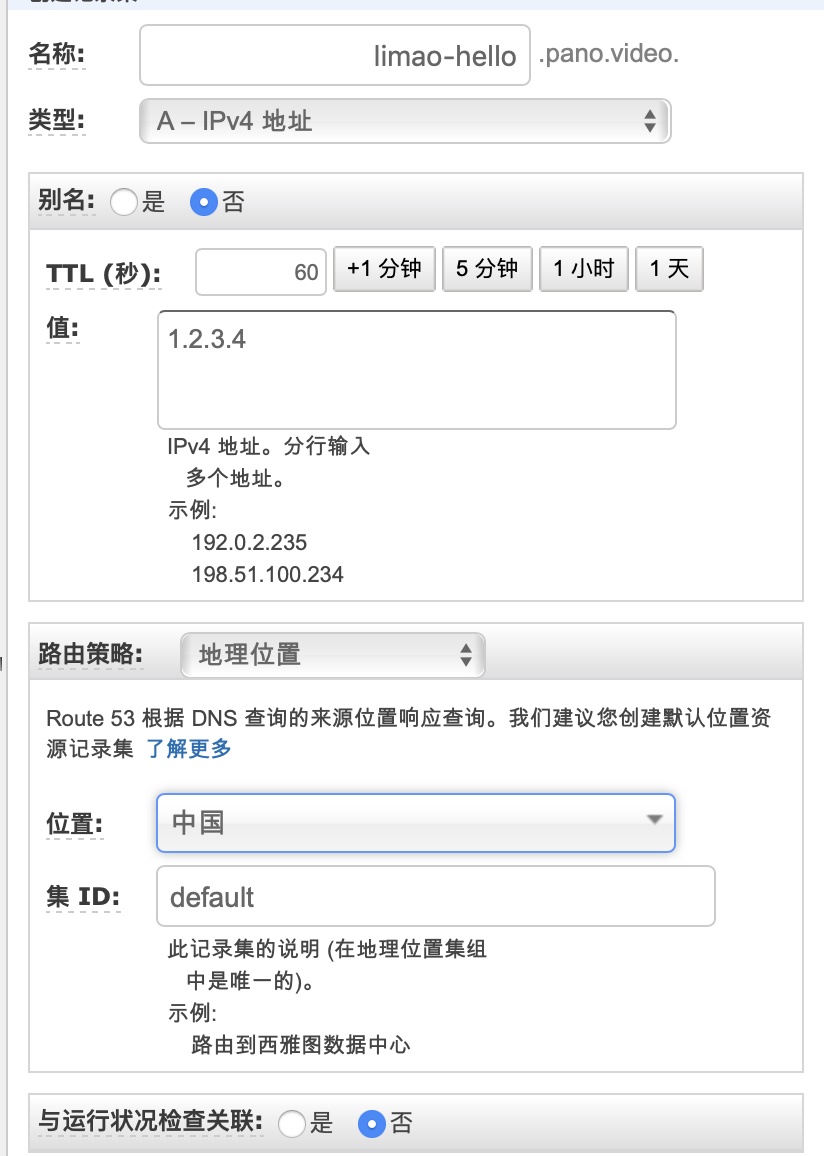 名称:
limao-hello .pano.video.
类型:
A – IPv4 地址
别名: 是 否
TTL (秒): 60 +1 分钟 5 分钟 1 小时 1 天
值:
1.2.3.4
IPv4 地址。分行输入
多个地址。
示例:
192.0.2.235
198.51.100.234
路由策略: 地理位置
Route 53 根据 DNS 查询的来源位置响应查询。我们建议您创建默认位置资
源记录集 了解更多
位置: 中国
集 ID: default
此记录集的说明 (在地理位置集组
中是唯一的)。
示例:
路由到西雅图数据中心
与运行状况检查关联: 是 否